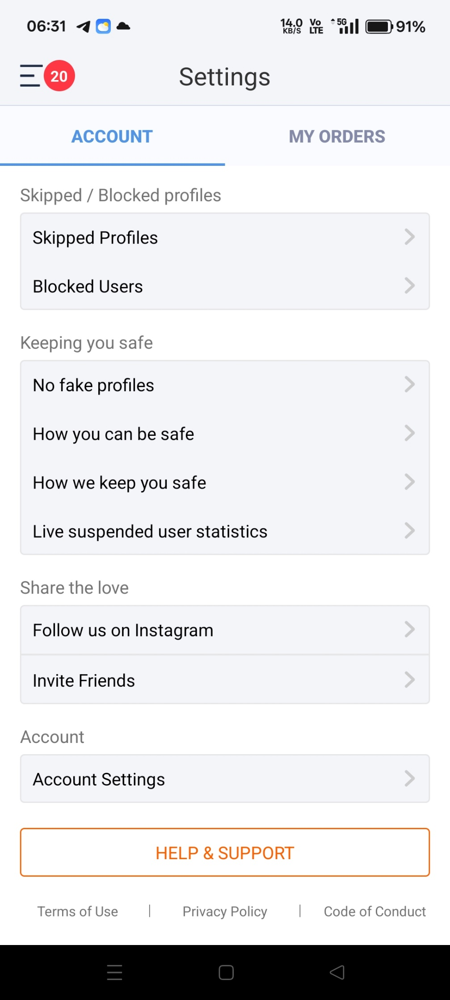 06:31
14.0 KB/S Vo LTE 5G 91%
20
Settings
ACCOUNT
MY ORDERS
Skipped / Blocked profiles
Skipped Profiles
Blocked Users
Keeping you safe
No fake profiles
How you can be safe
How we keep you safe
Live suspended user statistics
Share the love
Follow us on Instagram
Invite Friends
Account
Account Settings
HELP & SUPPORT
Terms of Use | Privacy Policy | Code of Conduct